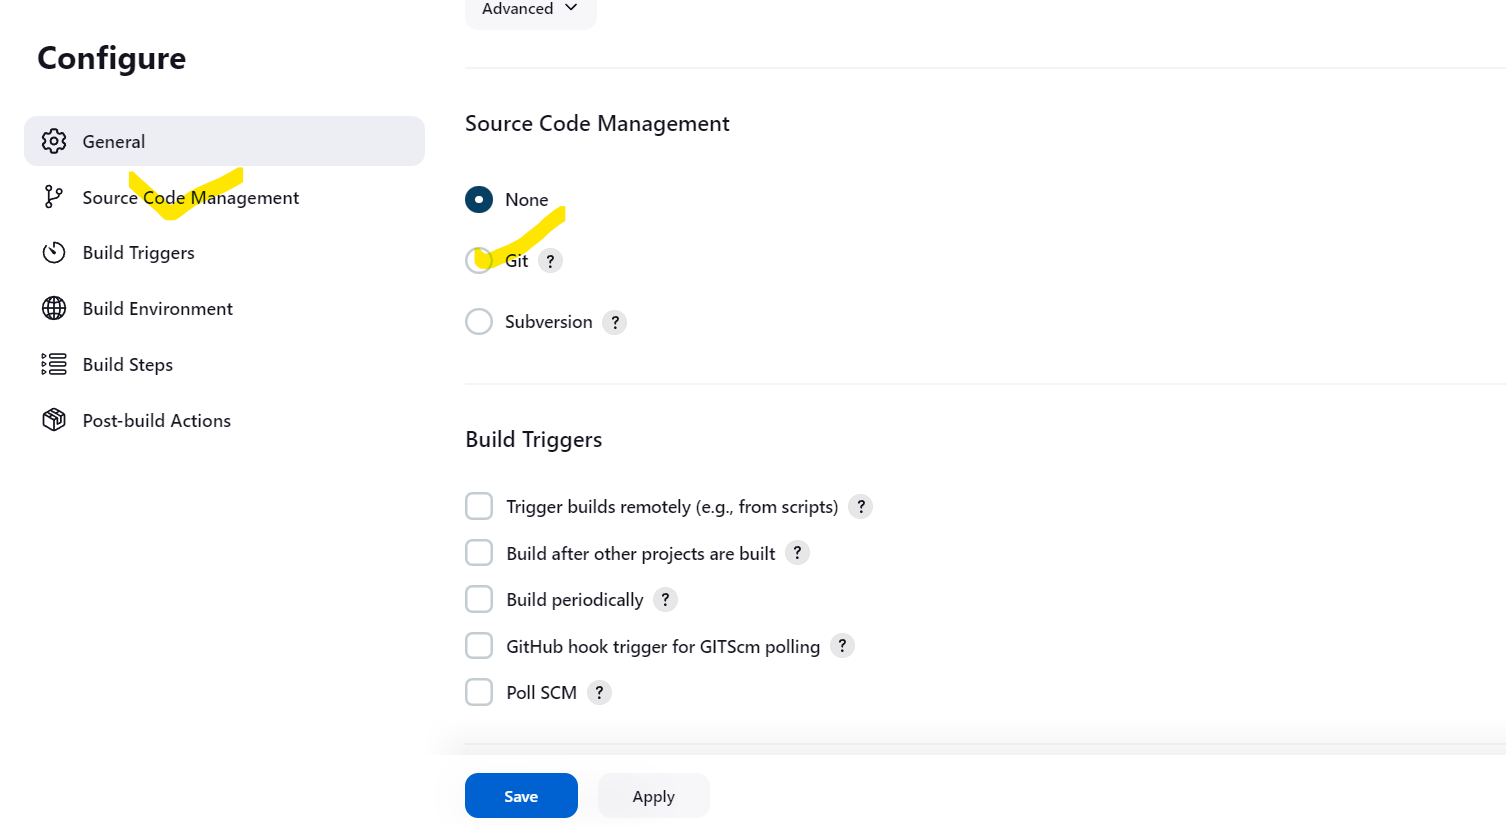 Advanced
Configure
General
Source Code Management
Build Triggers
Build Environment
Build Steps
Post-build Actions
Source Code Management
None
Git ?
Subversion ?
Build Triggers
Trigger builds remotely (e.g., from scripts) ?
Build after other projects are built ?
Build periodically ?
GitHub hook trigger for GITScm polling ?
Poll SCM ?
Save Apply